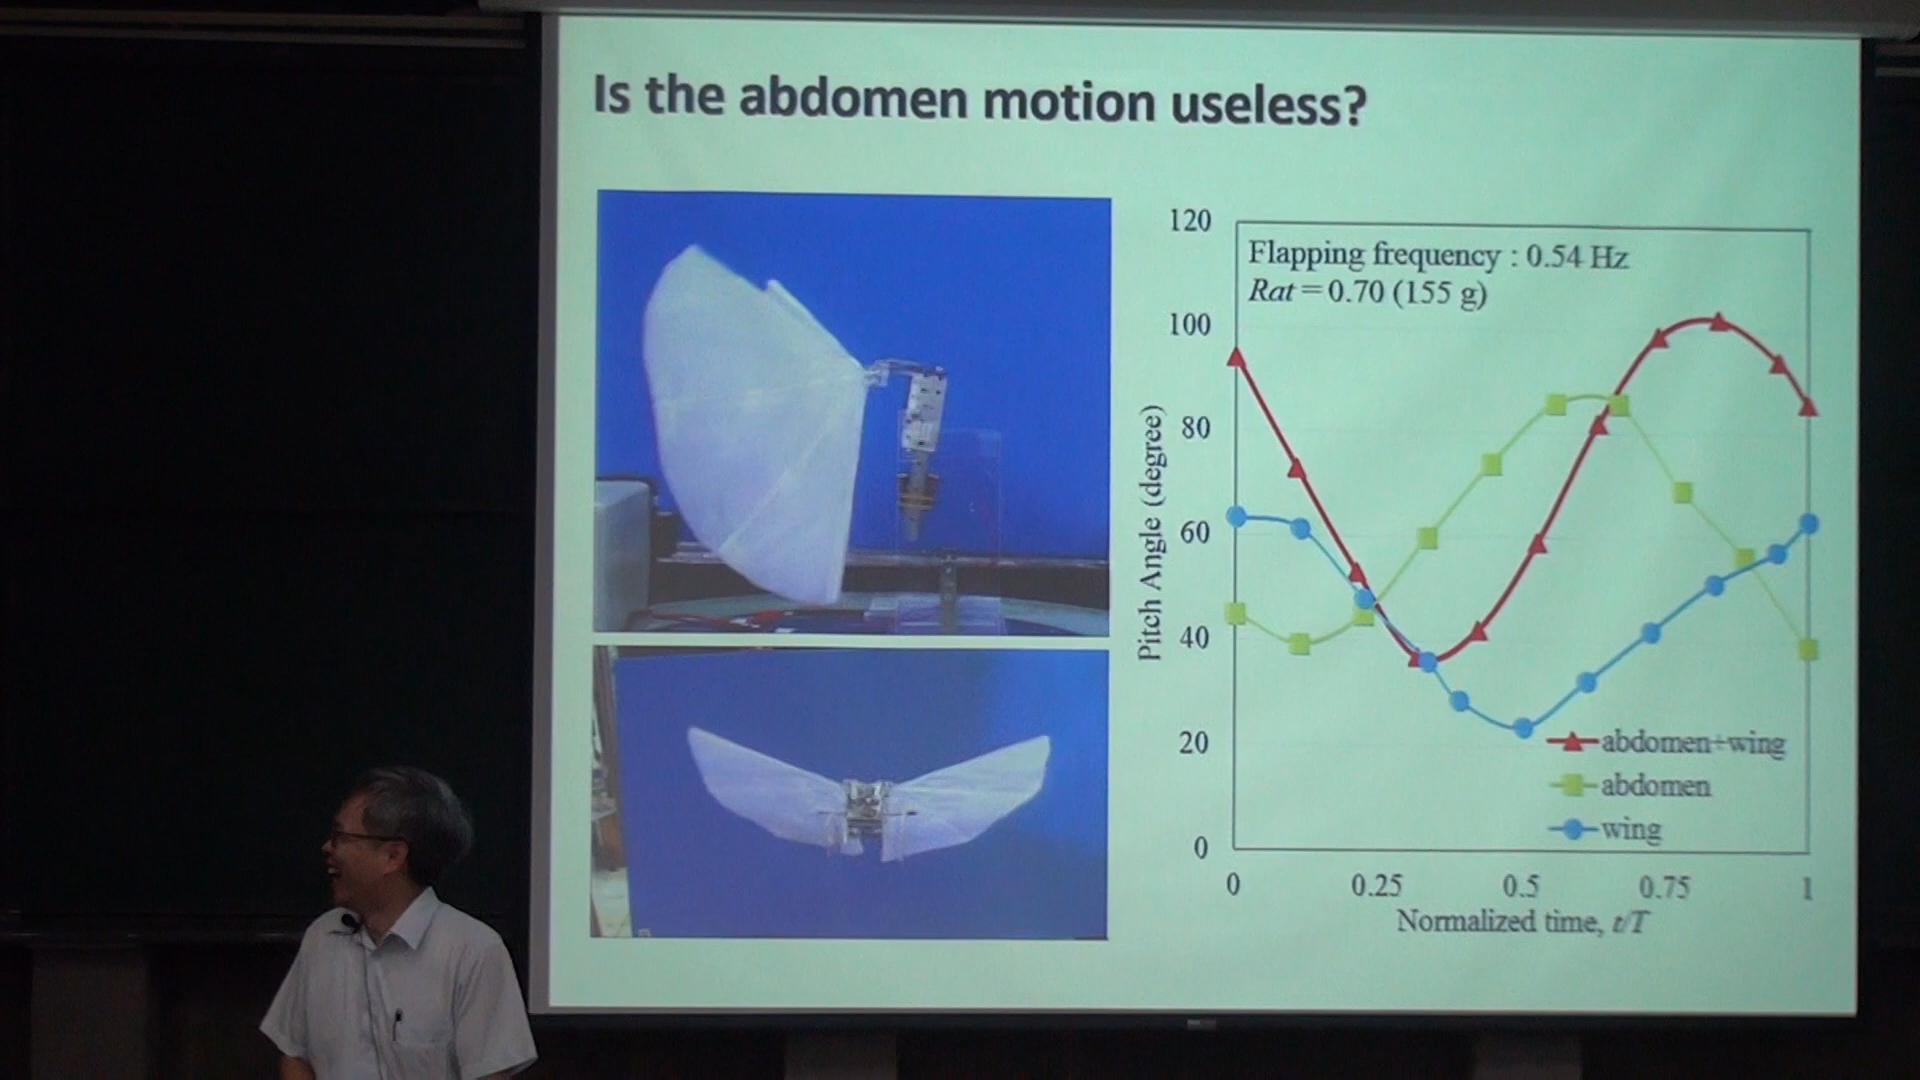 Is the abdomen motion useless?
Flapping frequency : 0.54 Hz
Rat = 0.70 (155 g)
Pitch Angle (degree)
120
100
80
60
40
20
0
abdomen+wing
abdomen
wing
0 0.25 0.5 0.75 1
Normalized time, t/T